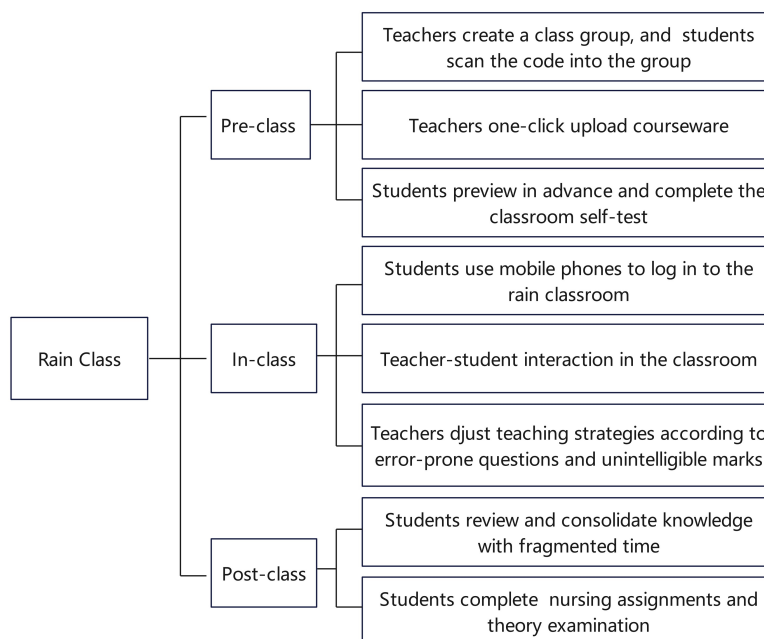 Teachers create a class group, and students
scan the code into the group
Pre-class
Teachers one-click upload courseware
Students preview in advance and complete the
classroom self-test
Students use mobile phones to log in to the
rain classroom
Rain Class
In-class
Teacher-student interaction in the classroom
Teachers djust teaching strategies according to
error-prone questions and unintelligible marks
Students review and consolidate knowledge
with fragmented time
Post-class
Students complete nursing assignments and
theory examination